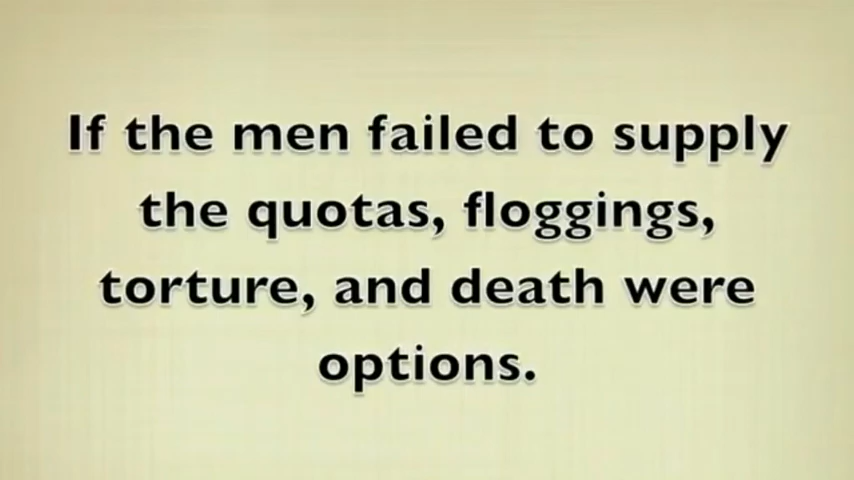 If the men failed to supply
the quotas, floggings,
torture, and death were
options.